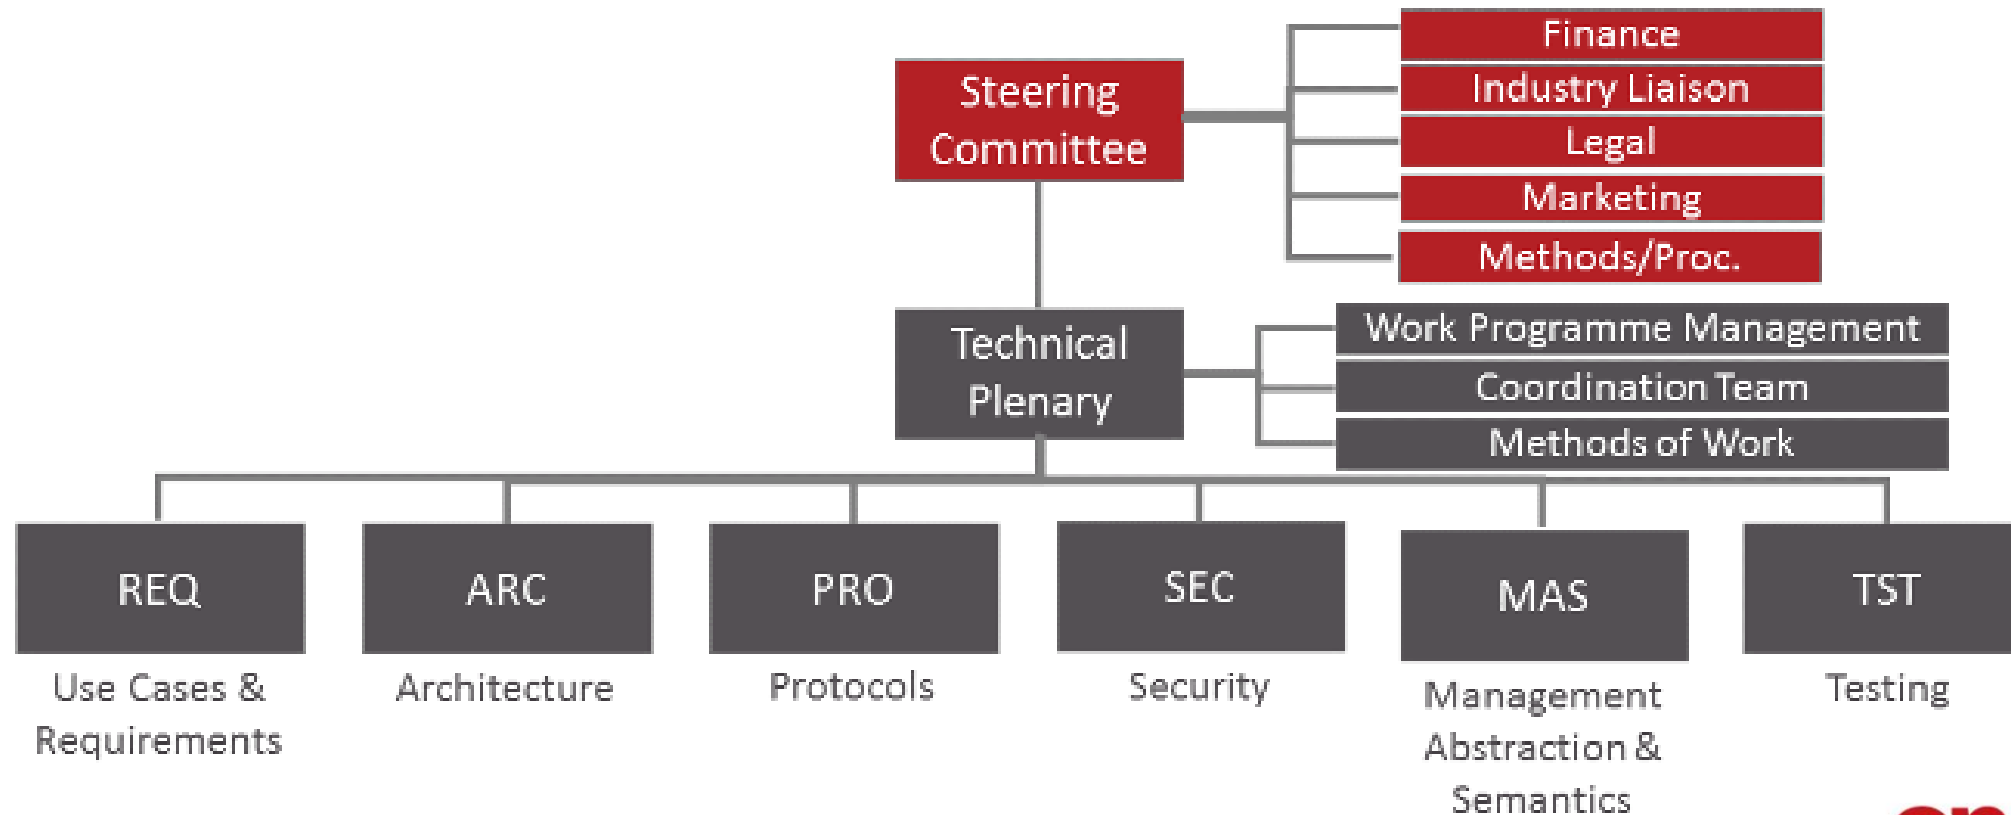 Finance
Steering
Committee
Industry Liaison
Legal
Marketing
Methods/Proc.
Technical
Plenary
Work Programme Management
Coordination Team
Methods of Work
REQ
ARC
PRO
SEC
MAS
TST
Use Cases &
Requirements
Architecture
Protocols
Security
Management
Abstraction &
Semantics
Testing